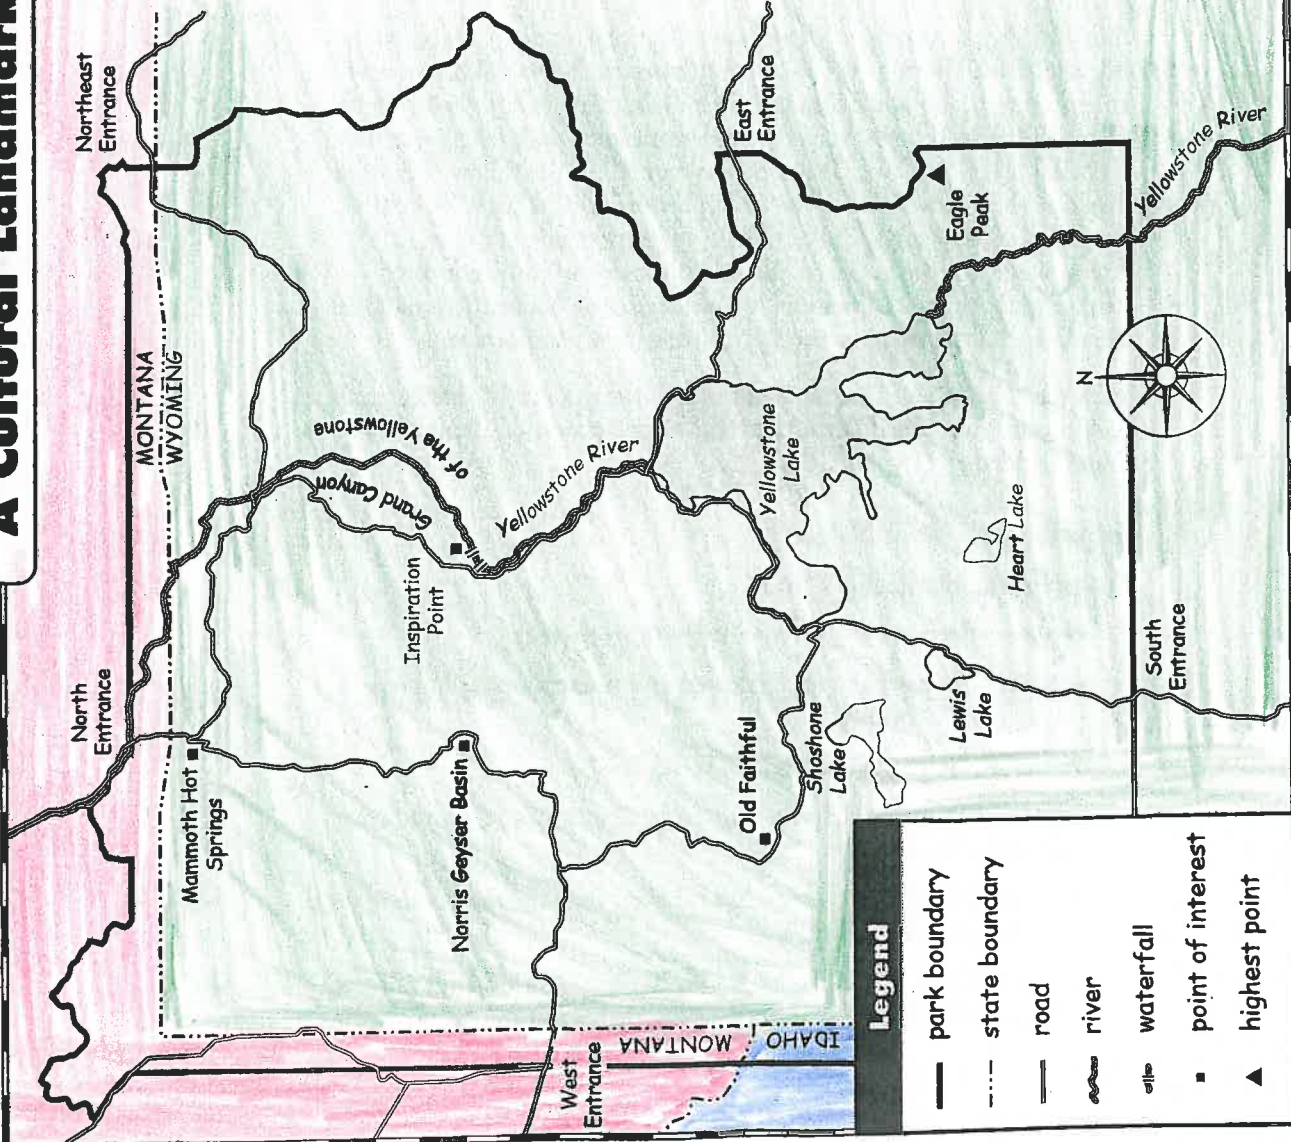 A Cultural Landmark
Northeast
Entrance
North
Entrance
MONTANA
WYOMING
Mammoth Hot
Springs
Grand Canyon
of the Yellowstone
Inspiration
Point
Norris Geyser Basin
Yellowstone River
East
Entrance
Old Faithful
Yellowstone
Lake
Shoshone
Lake
Eagle
Peak
Lewis
Lake
Heart Lake
Yellowstone River
South
Entrance
N
West
Entrance
MONTANA
IDAHO
Legend
park boundary
state boundary
road
river
waterfall
point of interest
highest point